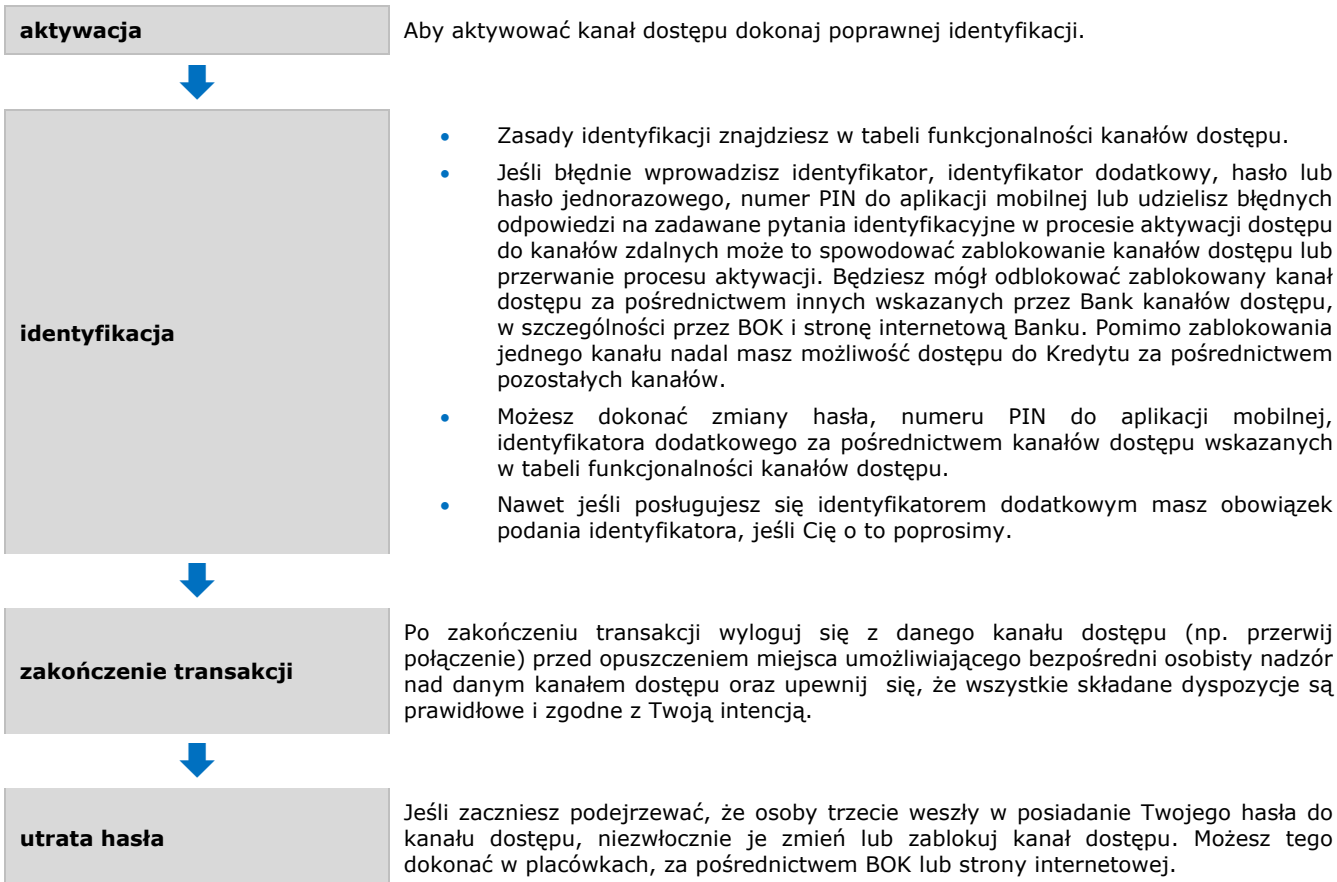 aktywacja
Aby aktywować kanał dostępu dokonaj poprawnej identyfikacji.
identyfikacja
• Zasady identyfikacji znajdziesz w tabeli funkcjonalności kanałów dostępu.
• Jeśli błędnie wprowadzisz identyfikator, identyfikator dodatkowy, hasło lub
hasło jednorazowego, numer PIN do aplikacji mobilnej lub udzielisz błędnych
odpowiedzi na zadawane pytania identyfikacyjne w procesie aktywacji dostępu
do kanałów zdalnych może to spowodować zablokowanie kanałów dostępu lub
przerwanie procesu aktywacji. Będziesz mógł odblokować zablokowany kanał
dostępu za pośrednictwem innych wskazanych przez Bank kanałów dostępu,
w szczególności przez BOK i stronę internetową Banku. Pomimo zablokowania
jednego kanału nadal masz możliwość dostępu do Kredytu za pośrednictwem
pozostałych kanałów.
• Możesz dokonać zmiany hasła, numeru PIN do aplikacji mobilnej,
identyfikatora dodatkowego za pośrednictwem kanałów dostępu wskazanych
w tabeli funkcjonalności kanałów dostępu.
• Nawet jeśli posługujesz się identyfikatorem dodatkowym masz obowiązek
podania identyfikatora, jeśli Cię o to poprosimy.
zakończenie transakcji
Po zakończeniu transakcji wyloguj się z danego kanału dostępu (np. przerwij
połączenie) przed opuszczeniem miejsca umożliwiającego bezpośredni osobisty nadzór
nad danym kanałem dostępu oraz upewnij się, że wszystkie składane dyspozycje są
prawidłowe i zgodne z Twoją intencją.
utrata hasła
Jeśli zaczniesz podejrzewać, że osoby trzecie weszły w posiadanie Twojego hasła do
kanału dostępu, niezwłocznie je zmień lub zablokuj kanał dostępu. Możesz tego
dokonać w placówkach, za pośrednictwem BOK lub strony internetowej.